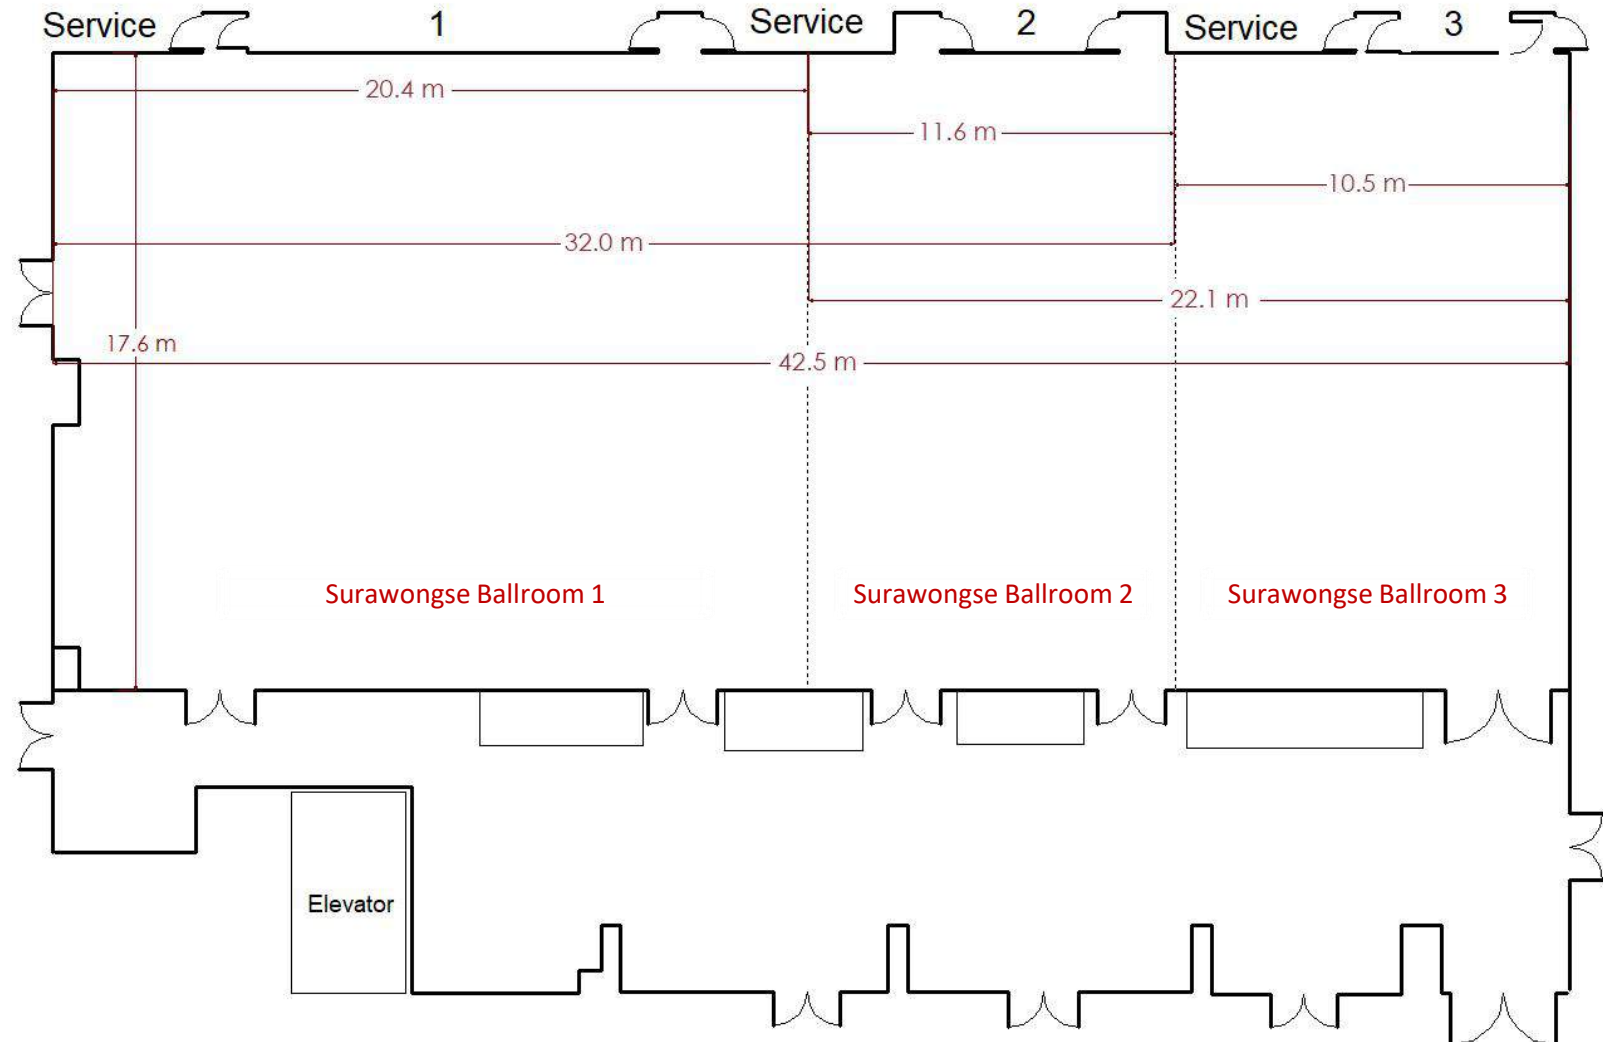 Service
1
Service
2
Service
3
20.4 m
11.6 m
10.5 m
32.0 m
22.1 m
17.6 m
42.5 m
Surawongse Ballroom 1
Surawongse Ballroom 2
Surawongse Ballroom 3
Elevator